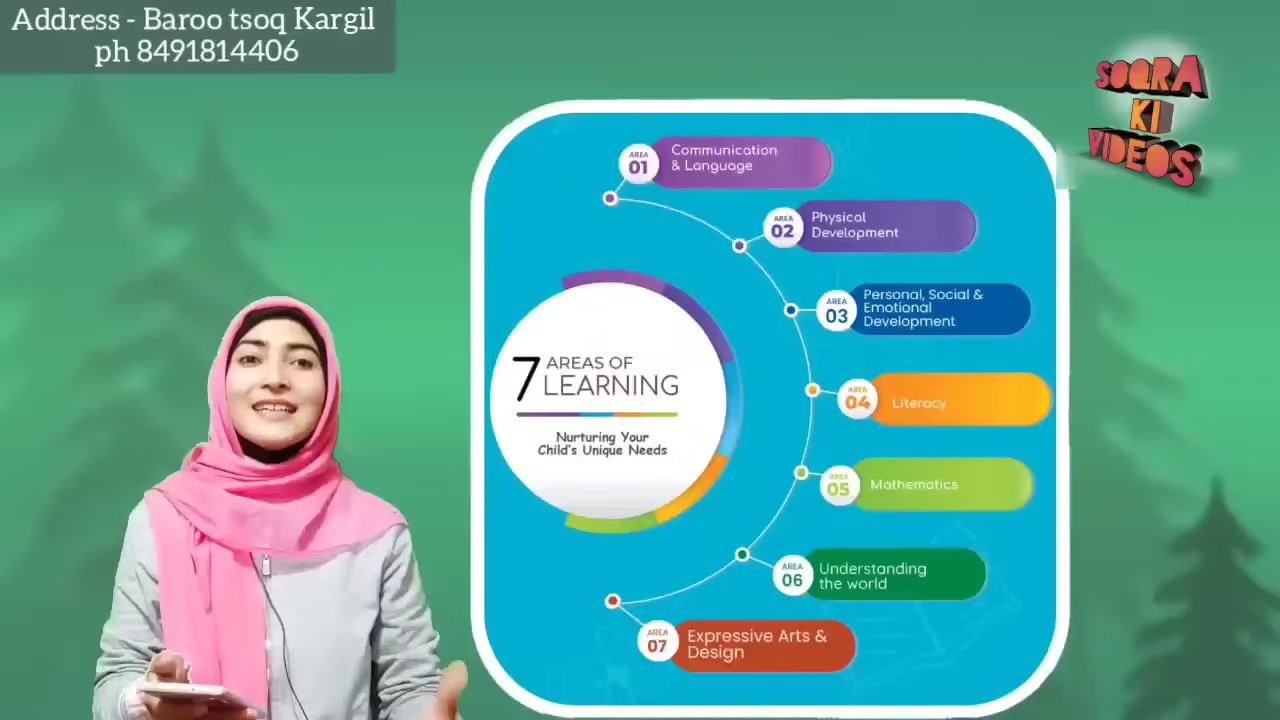 Address - Baroo tsoq Kargil
ph 8491814406
SOQRA
KI
VIDEOS
AREA
01
Communication
& Language
AREA
02
Physical
Development
AREA
03
Personal, Social &
Emotional
Development
7 AREAS OF
LEARNING
Nurturing Your
Child's Unique Needs
AREA
04
Literacy
AREA
05
Mathematics
AREA
06
Understanding
the world
AREA
07
Expressive Arts &
Design